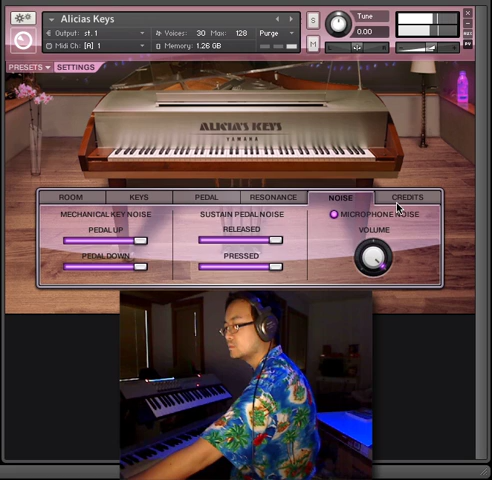 Alicias Keys
Output: st. 1 Voices: 30 Max: 128 Purge
Midi Ch: [A] 1 Memory: 1.26 GB
S
M
Tune
0.00
PRESETS SETTINGS
ALICIA'S KEYS
YAMAHA
ROOM KEYS PEDAL RESONANCE NOISE CREDITS
MECHANICAL KEY NOISE SUSTAIN PEDAL NOISE MICROPHONE NOISE
PEDAL UP RELEASED VOLUME
PEDAL DOWN PRESSED